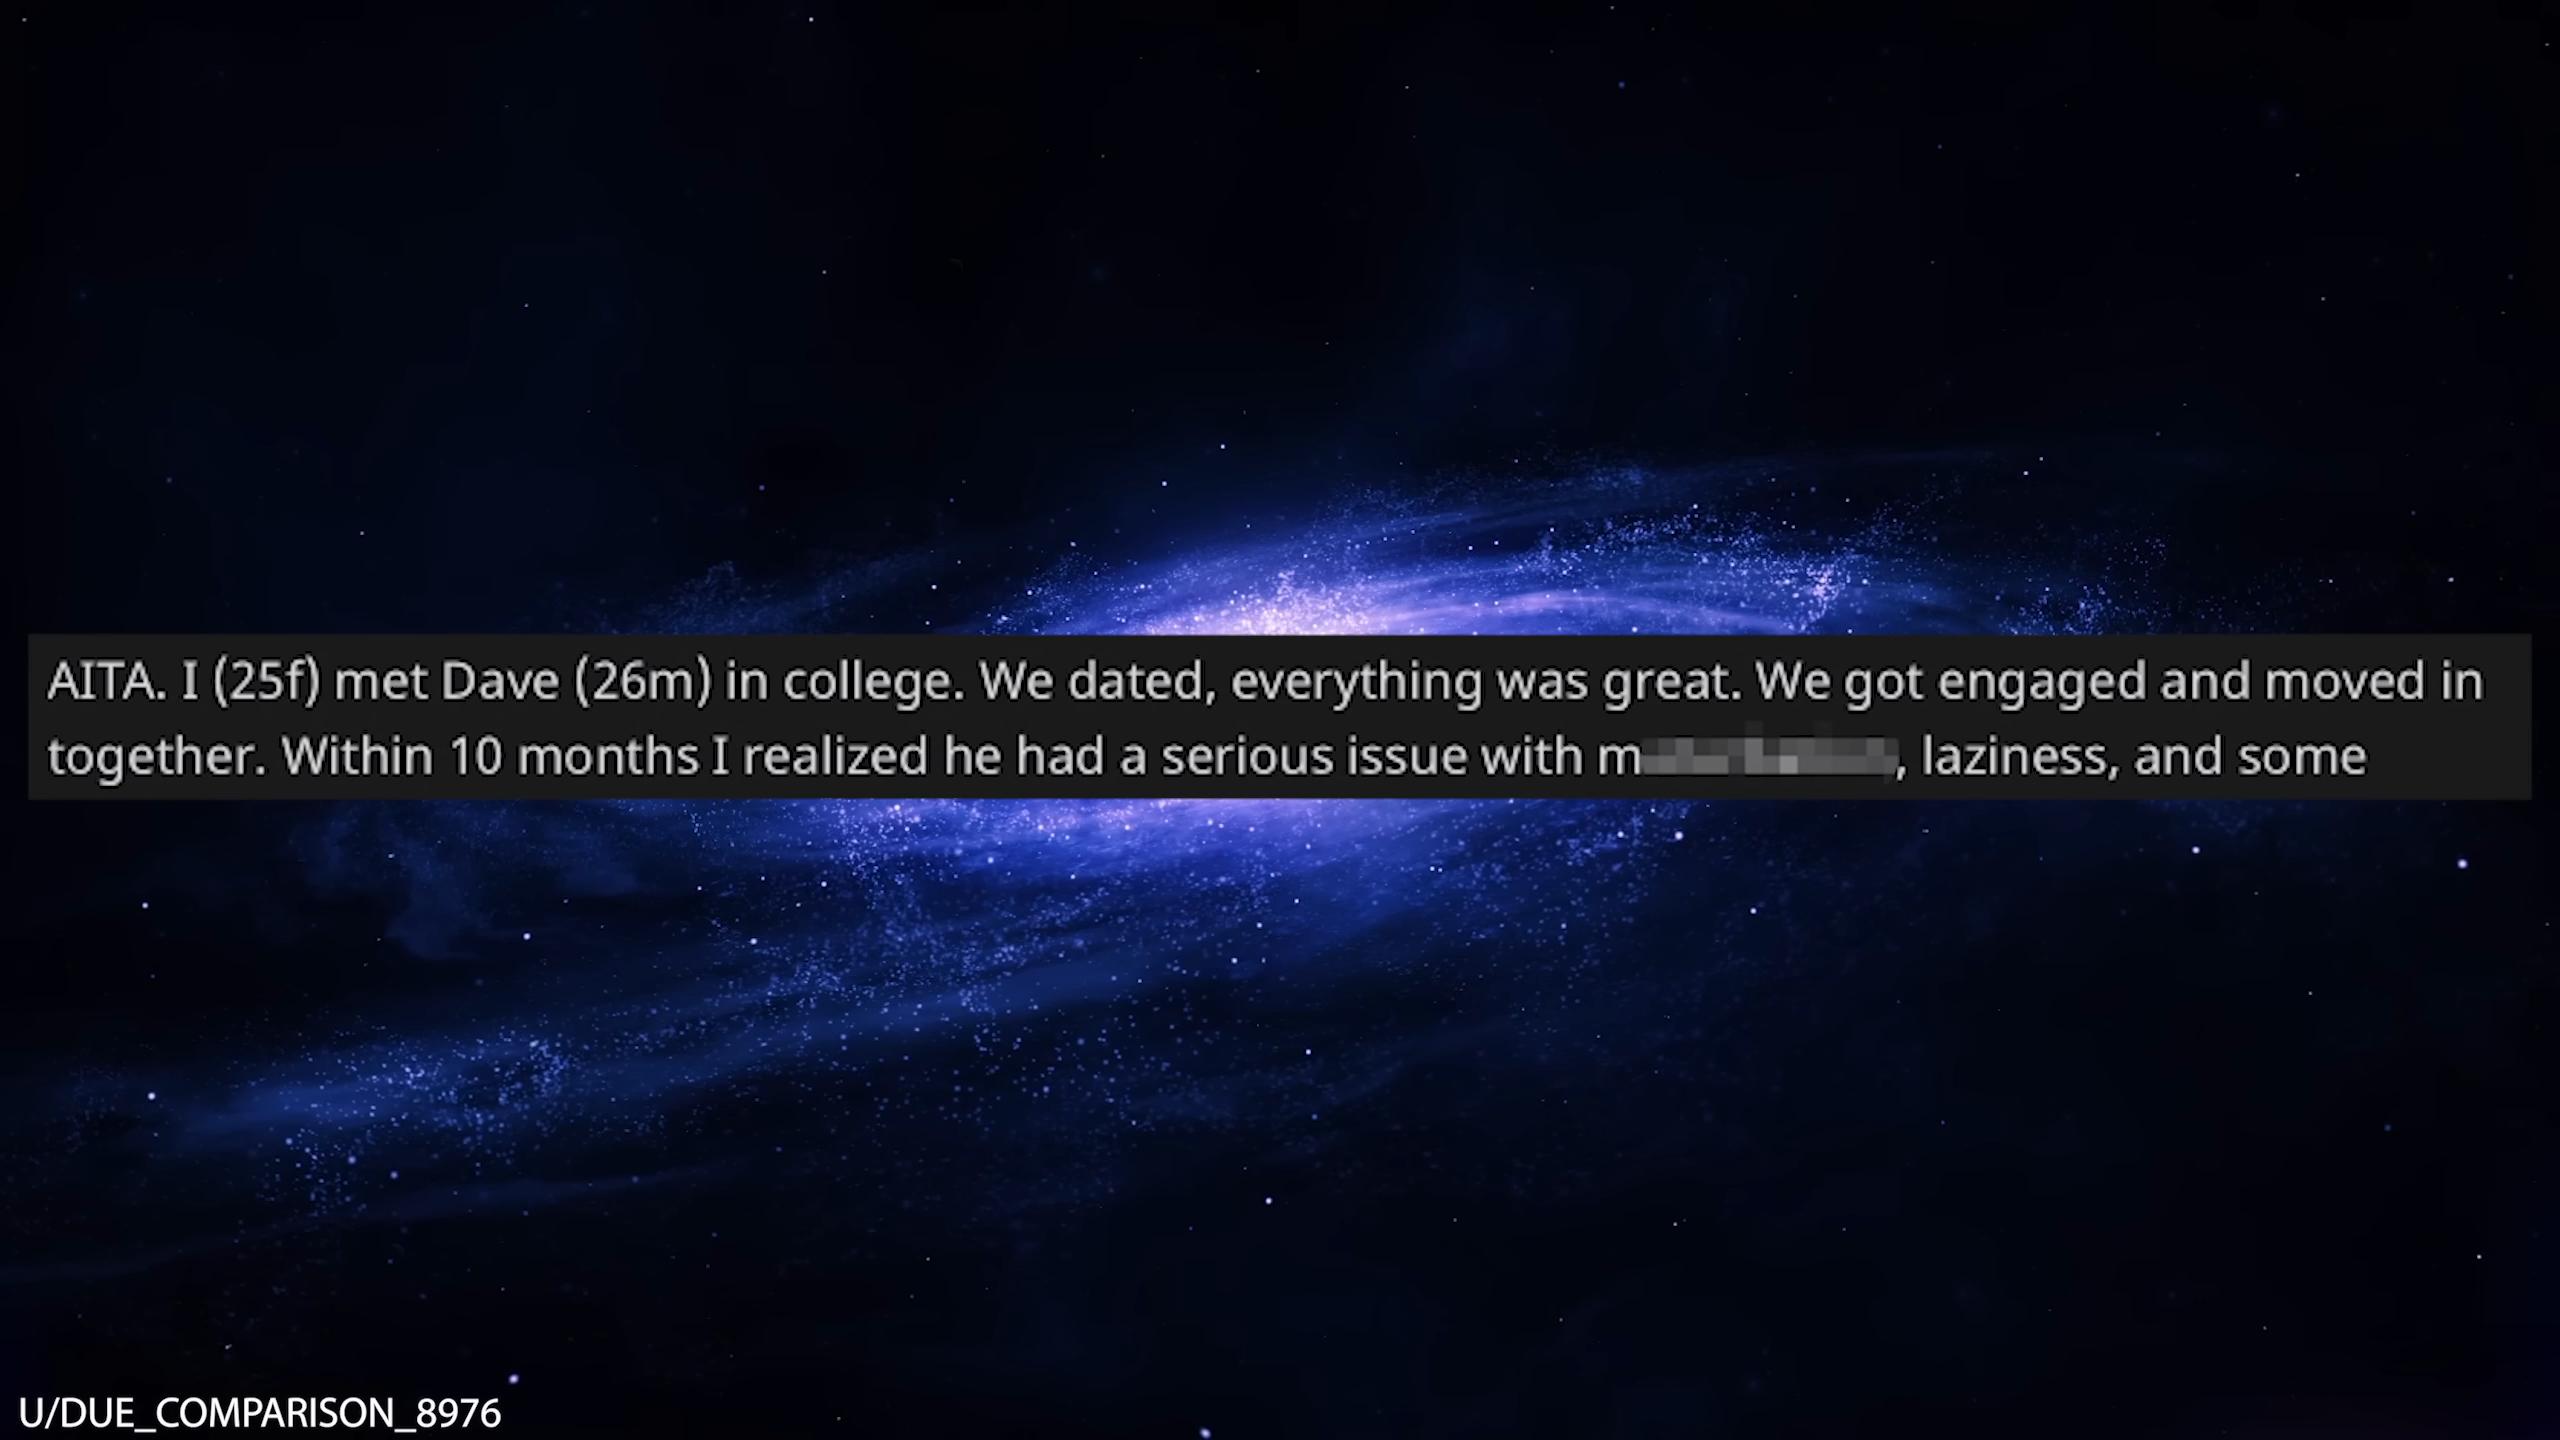 AITA. I (25f) met Dave (26m) in college. We dated, everything was great. We got engaged and moved in
together. Within 10 months I realized he had a serious issue with m, laziness, and some
U/DUE_COMPARISON_8976